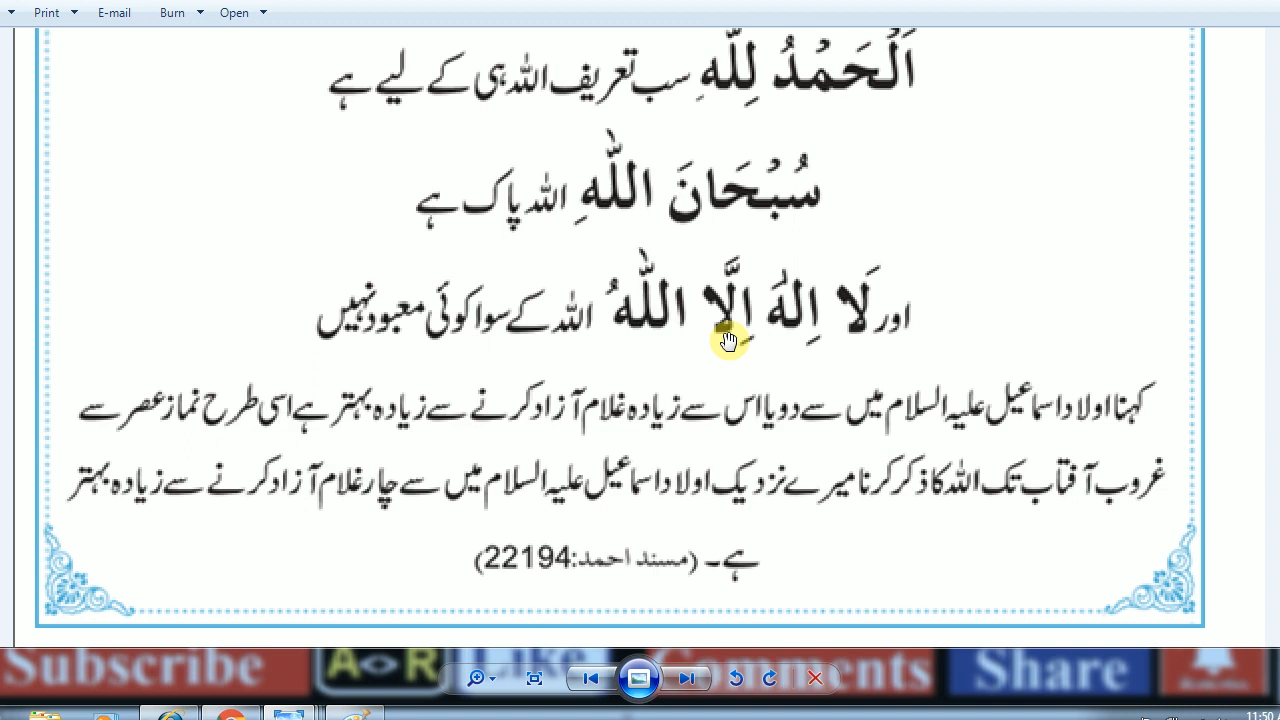 Print E-mail Burn Open
اَلْحَمْدُ لِلّٰهِ سب تعریف اللہ ہی کے لیے ہے
سُبْحَانَ اللّٰهِ اللہ پاک ہے
اور لَا اِلٰهَ اِلَّا اللّٰهُ اللہ کے سوا کوئی معبود نہیں
کہنا اولاد اسماعیل علیہ السلام میں سے دو یا اس سے زیادہ غلام آزاد کرنے سے زیادہ بہتر ہے اسی طرح نماز عصر سے
غروب آفتاب تک اللہ کا ذکر کرنا میرے نزدیک اولاد اسماعیل علیہ السلام میں سے چار غلام آزاد کرنے سے زیادہ بہتر
ہے۔ (مسند احمد:22194)
Subscribe A<>R Like Comments Share
11:50